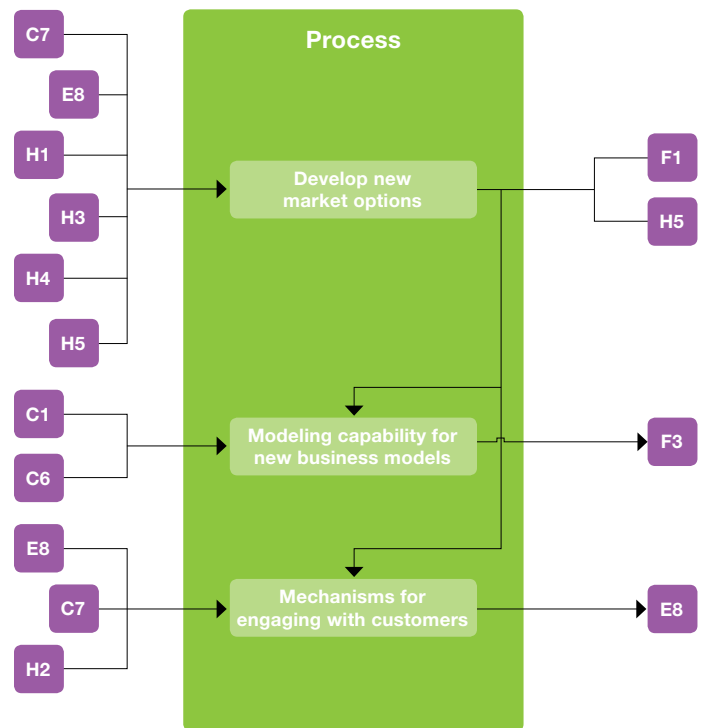 Process
C7
E8
H1
H3
H4
H5
Develop new
market options
F1
H5
C1
C6
Modeling capability for
new business models
F3
E8
C7
H2
Mechanisms for
engaging with customers
E8